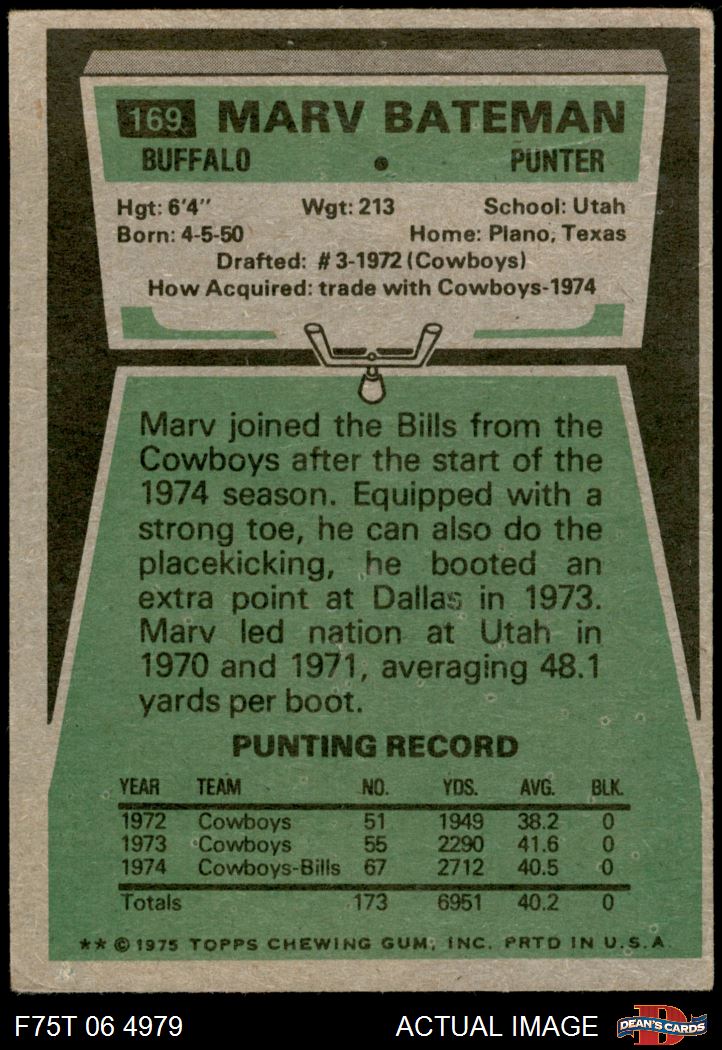 169 MARV BATEMAN
BUFFALO • PUNTER
Hgt: 6'4" Wgt: 213 School: Utah
Born: 4-5-50 Home: Plano, Texas
Drafted: #3-1972 (Cowboys)
How Acquired: trade with Cowboys-1974
Marv joined the Bills from the
Cowboys after the start of the
1974 season. Equipped with a
strong toe, he can also do the
placekicking, he booted an
extra point at Dallas in 1973.
Marv led nation at Utah in
1970 and 1971, averaging 48.1
yards per boot.
PUNTING RECORD
YEAR TEAM NO. YDS. AVG. BLK.
1972 Cowboys 51 1949 38.2 0
1973 Cowboys 55 2290 41.6 0
1974 Cowboys-Bills 67 2712 40.5 0
Totals 173 6951 40.2 0
** © 1975 TOPPS CHEWING GUM, INC. PRTD IN U.S.A.
F75T 06 4979 ACTUAL IMAGE D DEAN'S CARDS